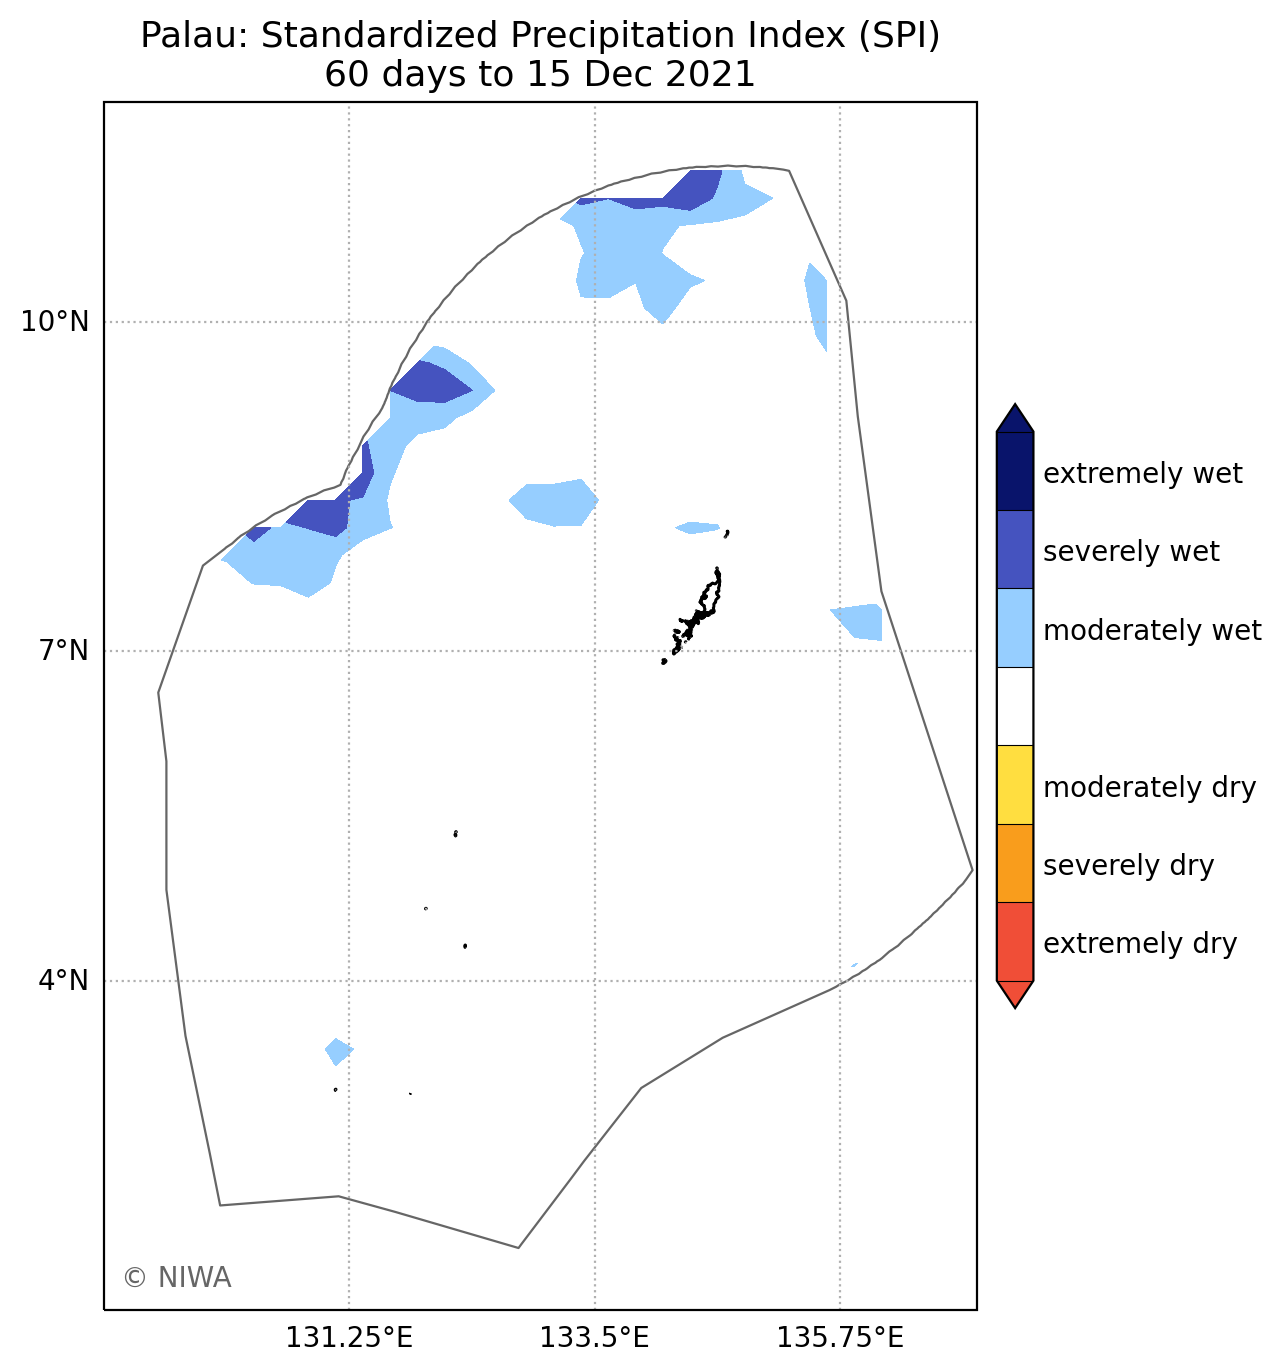 Palau: Standardized Precipitation Index (SPI)
60 days to 15 Dec 2021
10°N
7°N
4°N
131.25°E
133.5°E
135.75°E
extremely wet
severely wet
moderately wet
moderately dry
severely dry
extremely dry
© NIWA